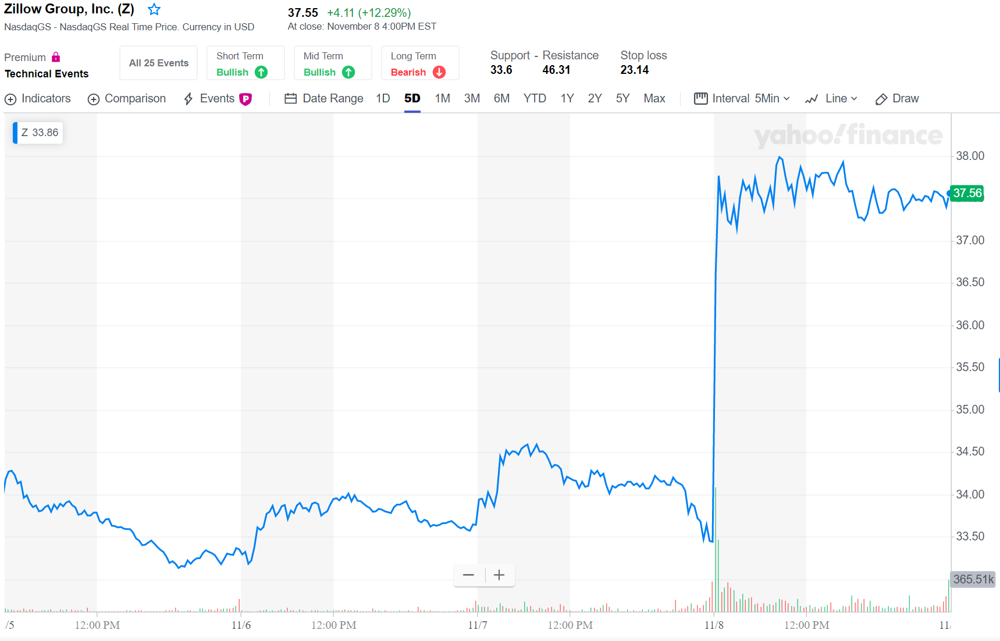 Zillow Group, Inc. (Z)
37.55 +4.11 (+12.29%)
NasdaqGS - NasdaqGS Real Time Price. Currency in USD
At close: November 8 4:00PM EST
Premium
Technical Events
All 25 Events
Short Term
Bullish
Mid Term
Bullish
Long Term
Bearish
Support - Resistance
33.6 46.31
Stop loss
23.14
Indicators Comparison Events P Date Range 1D 5D 1M 3M 6M YTD 1Y 2Y 5Y Max Interval 5Min Line Draw
Z 33.86
yahoo!finance
38.00
37.56
37.00
36.50
36.00
35.50
35.00
34.50
34.00
33.50
365.51k
/5 12:00 PM 11/6 12:00 PM 11/7 12:00 PM 11/8 12:00 PM 11/